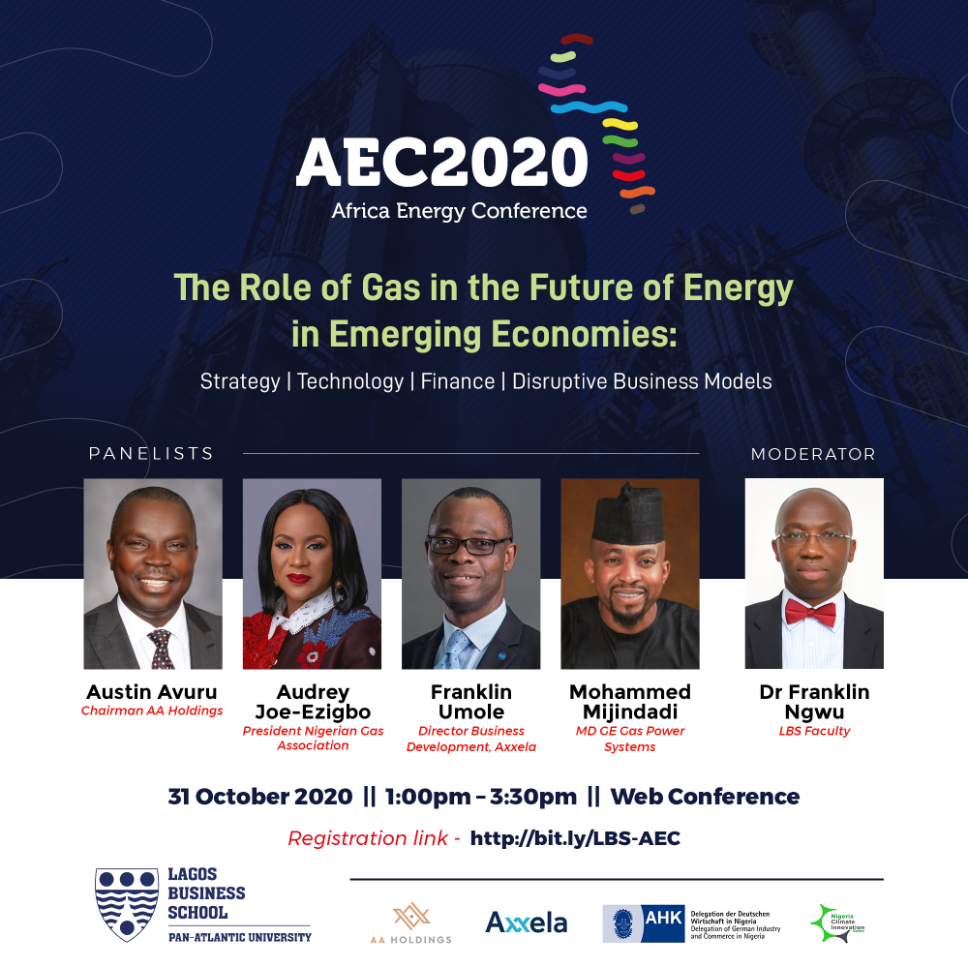 AEC2020
Africa Energy Conference
The Role of Gas in the Future of Energy
in Emerging Economies:
Strategy | Technology | Finance | Disruptive Business Models
PANELISTS
MODERATOR
Austin Avuru
Chairman AA Holdings
Audrey
Joe-Ezigbo
President Nigerian Gas
Association
Franklin
Umole
Director Business
Development, Axxela
Mohammed
Mijindadi
MD GE Gas Power
Systems
Dr Franklin
Ngwu
LBS Faculty
31 October 2020 || 1:00pm – 3:30pm || Web Conference
Registration link - http://bit.ly/LBS-AEC
LAGOS
BUSINESS
SCHOOL
PAN-ATLANTIC UNIVERSITY
AA HOLDINGS
Axxela
AHK
Delegation der Deutschen
Wirtschaft in Nigeria
Delegation of German Industry
and Commerce in Nigeria
Nigeria
Climate
Innovation